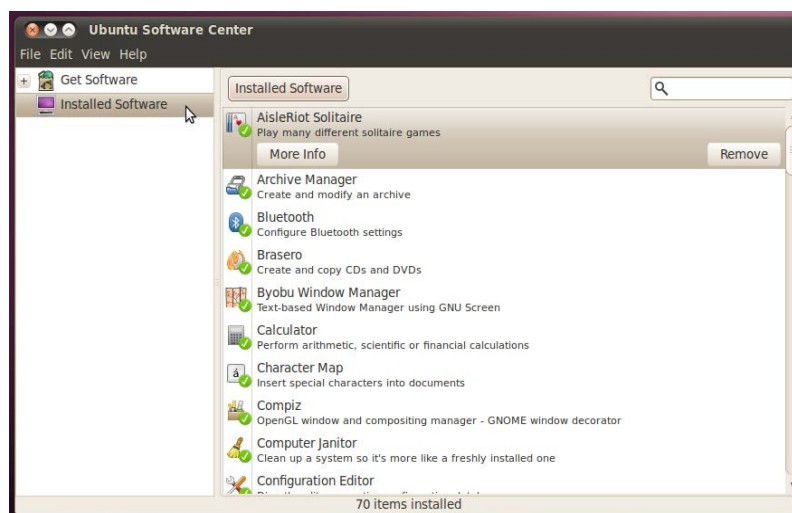 Ubuntu Software Center
File Edit View Help
Get Software
Installed Software
Installed Software
AisleRiot Solitaire
Play many different solitaire games
More Info
Remove
Archive Manager
Create and modify an archive
Bluetooth
Configure Bluetooth settings
Brasero
Create and copy CDs and DVDs
Byobu Window Manager
Text-based Window Manager using GNU Screen
Calculator
Perform arithmetic, scientific or financial calculations
Character Map
Insert special characters into documents
Compiz
OpenGL window and compositing manager - GNOME window decorator
Computer Janitor
Clean up a system so it's more like a freshly installed one
Configuration Editor
70 items installed